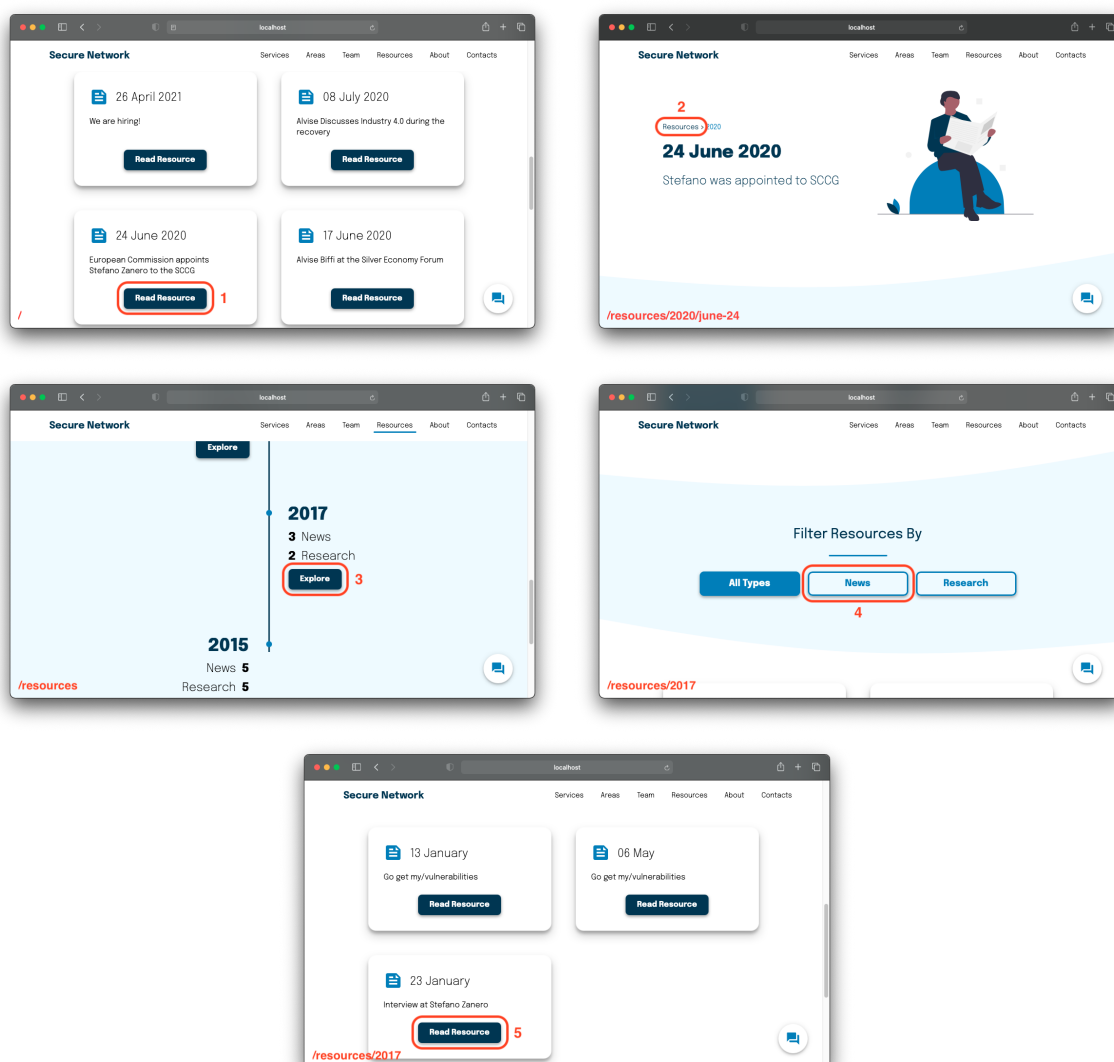 localhost
Secure Network Services Areas Team Resources About Contacts
26 April 2021
We are hiring!
Read Resource
08 July 2020
Alvise Discusses Industry 4.0 during the
recovery
Read Resource
24 June 2020
European Commission appoints
Stefano Zanero to the SCCG
Read Resource 1
17 June 2020
Alvise Biffi at the Silver Economy Forum
Read Resource
/
localhost
Secure Network Services Areas Team Resources About Contacts
2
Resources > 2020
24 June 2020
Stefano was appointed to SCCG
/resources/2020/june-24
localhost
Secure Network Services Areas Team Resources About Contacts
Explore
2017
3 News
2 Research
Explore 3
2015
News 5
Research 5
/resources
localhost
Secure Network Services Areas Team Resources About Contacts
Filter Resources By
All Types News Research
4
/resources/2017
localhost
Secure Network Services Areas Team Resources About Contacts
13 January
Go get my/vulnerabilities
Read Resource
06 May
Go get my/vulnerabilities
Read Resource
23 January
Interview at Stefano Zanero
Read Resource 5
/resources/2017